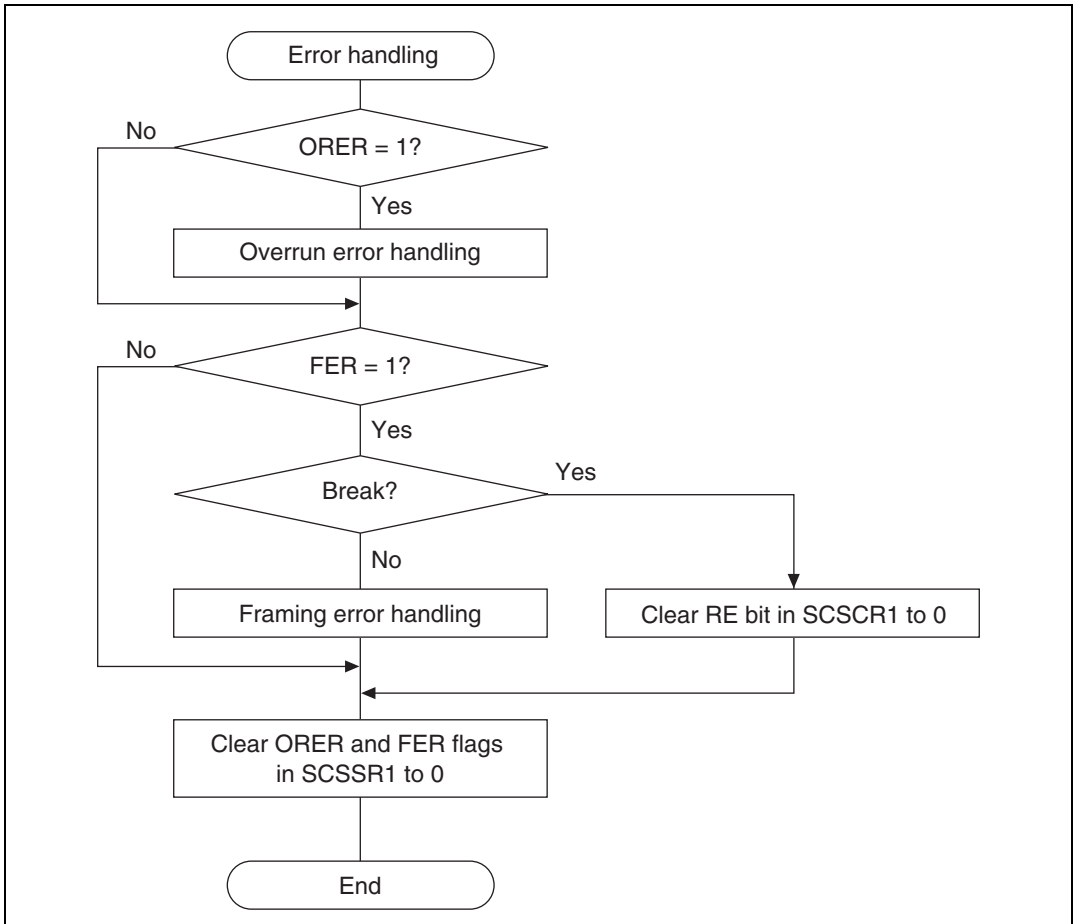 Error handling
No
ORER = 1?
Yes
Overrun error handling
No
FER = 1?
Yes
Break?
Yes
No
Framing error handling
Clear RE bit in SCSCR1 to 0
Clear ORER and FER flags
in SCSSR1 to 0
End